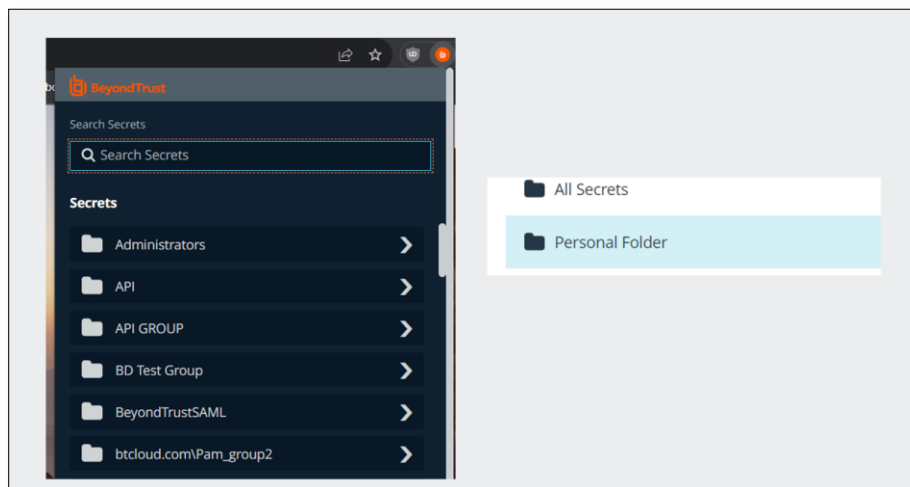 BeyondTrust
Search Secrets
Search Secrets
Secrets
Administrators
API
API GROUP
BD Test Group
BeyondTrustSAML
btcloud.com\Pam_group2
All Secrets
Personal Folder